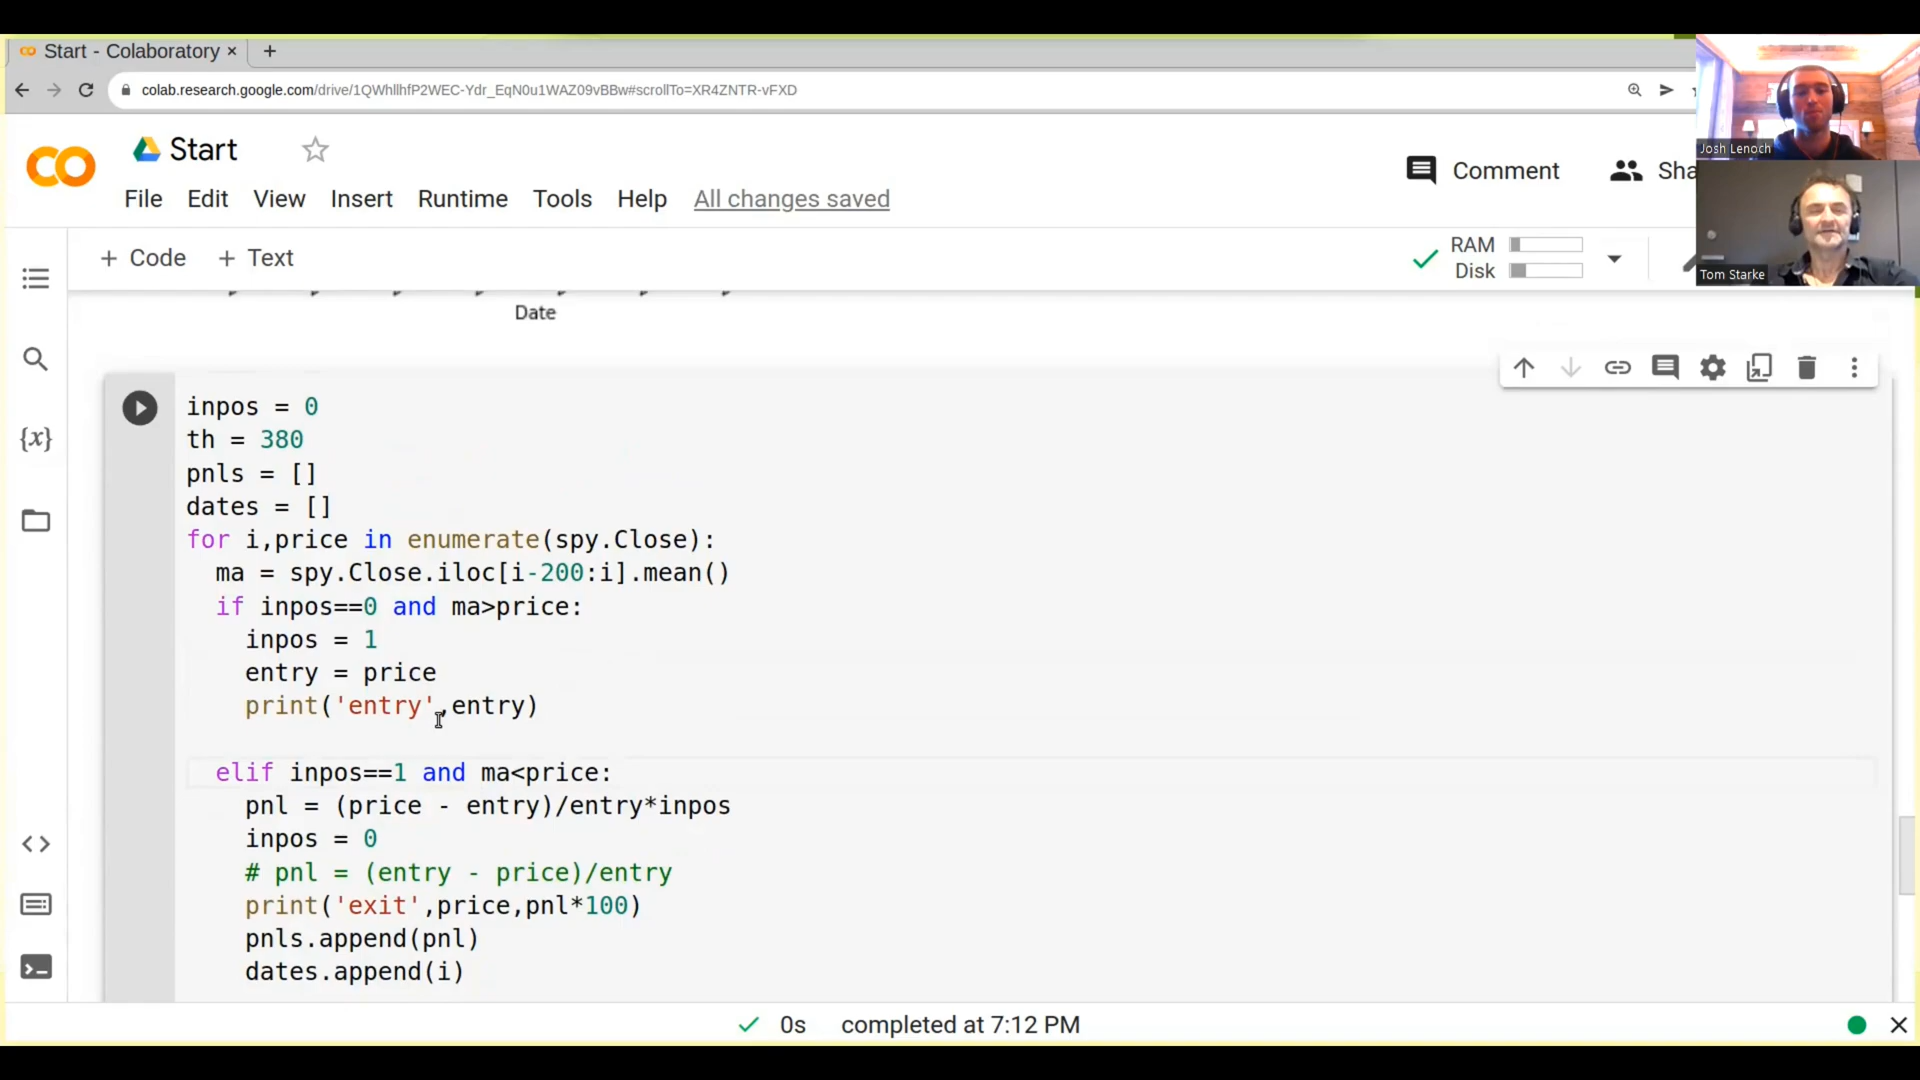 Start - Colaboratory
colab.research.google.com/drive/1QWhllhfP2WEC-Ydr_EqN0u1WAZ09vBBw#scrollTo=XR4ZNTR-vFXD
Josh Lenoch
Start
Comment
File Edit View Insert Runtime Tools Help All changes saved
+ Code + Text
RAM
Disk
Tom Starke
Date
inpos = 0
th = 380
pnls = []
dates = []
for i,price in enumerate(spy.Close):
ma = spy.Close.iloc[i-200:i].mean()
if inpos==0 and ma>price:
inpos = 1
entry = price
print('entry',entry)
elif inpos==1 and ma<price:
pnl = (price - entry)/entry*inpos
inpos = 0
# pnl = (entry - price)/entry
print('exit',price,pnl*100)
pnls.append(pnl)
dates.append(i)
0s completed at 7:12 PM